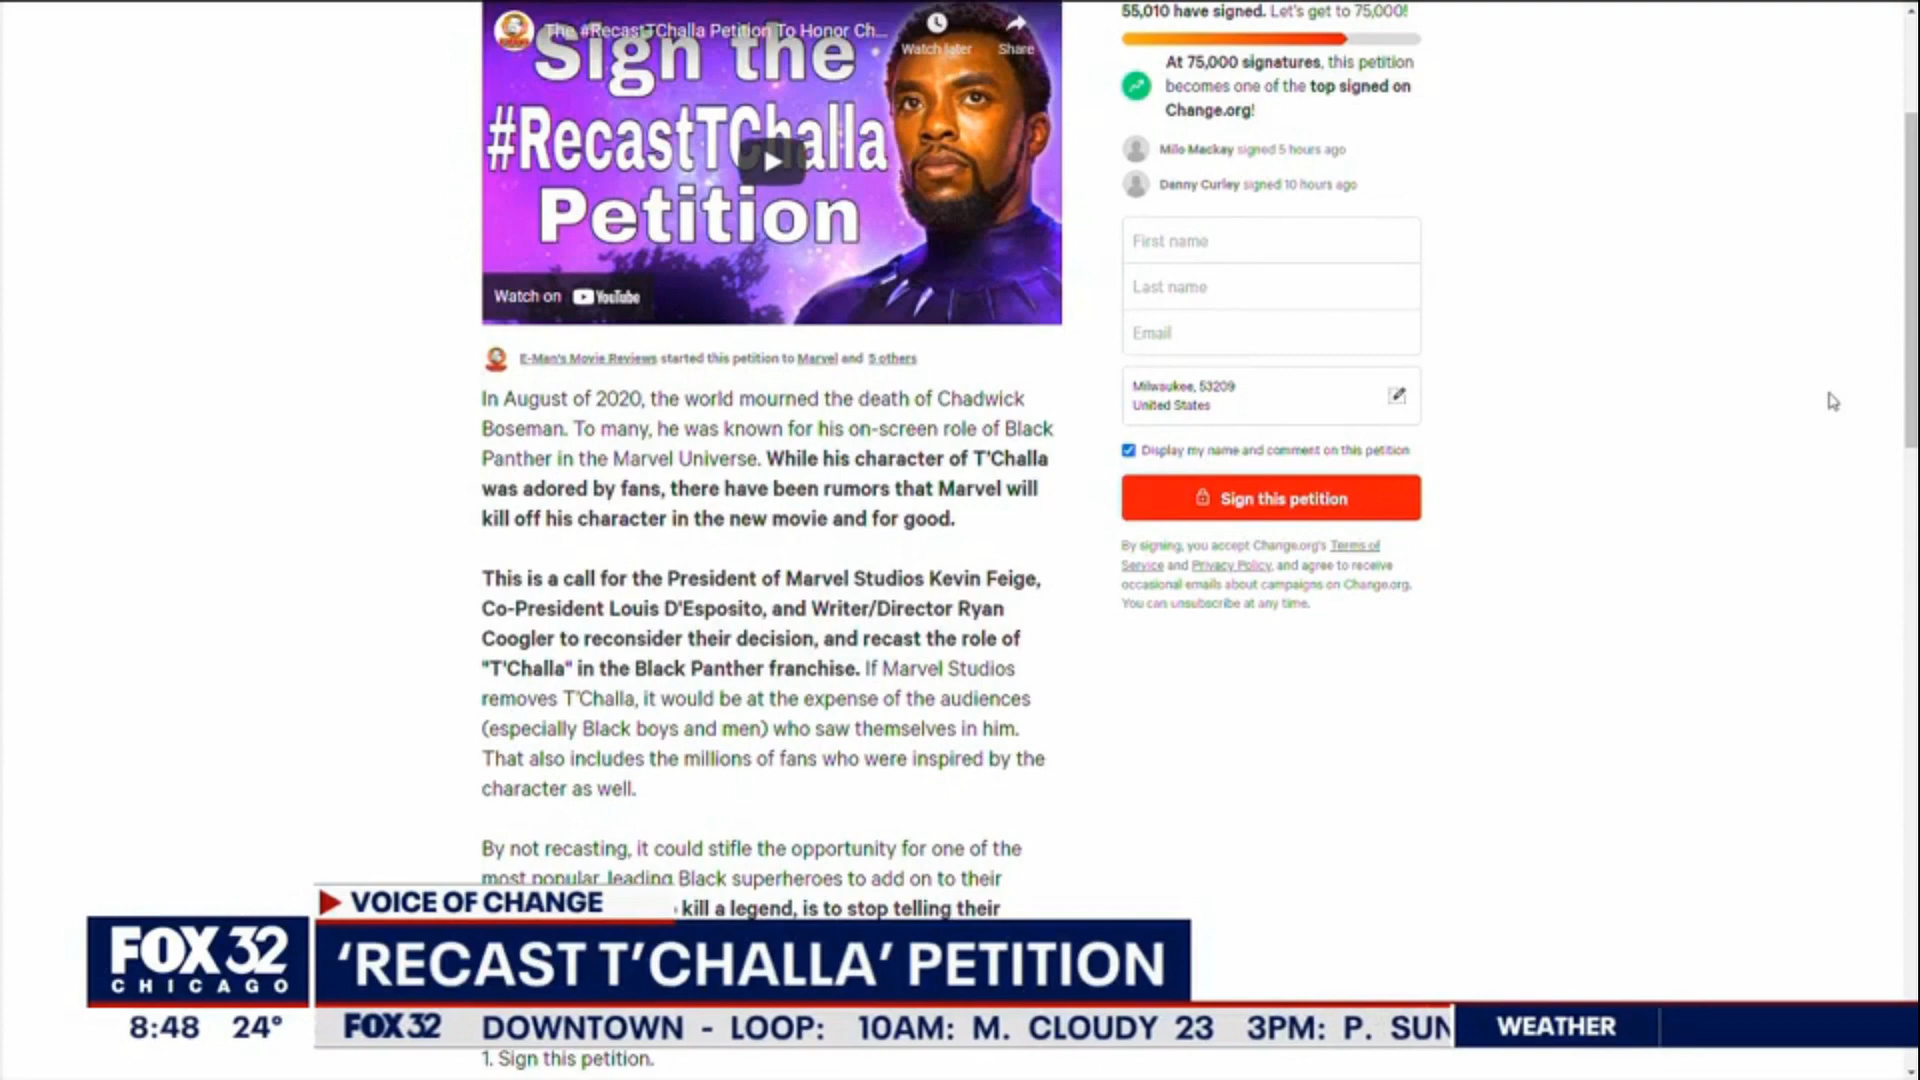 The #RecastTChalla Petition To Honor Ch...
Watch later
Share
Sign the
#RecastTChalla
Petition
Watch on YouTube
E-Man's Movie Reviews started this petition to Marvel and 5 others
In August of 2020, the world mourned the death of Chadwick
Boseman. To many, he was known for his on-screen role of Black
Panther in the Marvel Universe. While his character of T'Challa
was adored by fans, there have been rumors that Marvel will
kill off his character in the new movie and for good.
This is a call for the President of Marvel Studios Kevin Feige,
Co-President Louis D'Esposito, and Writer/Director Ryan
Coogler to reconsider their decision, and recast the role of
"T'Challa" in the Black Panther franchise. If Marvel Studios
removes T'Challa, it would be at the expense of the audiences
(especially Black boys and men) who saw themselves in him.
That also includes the millions of fans who were inspired by the
character as well.
By not recasting, it could stifle the opportunity for one of the
most popular, leading Black superheroes to add on to their
kill a legend, is to stop telling their
1. Sign this petition.
55,010 have signed. Let's get to 75,000!
At 75,000 signatures, this petition
becomes one of the top signed on
Change.org!
Milo Mackay signed 5 hours ago
Danny Curley signed 10 hours ago
First name
Last name
Email
Milwaukee, 53209
United States
Display my name and comment on this petition
Sign this petition
By signing, you accept Change.org's Terms of
Service and Privacy Policy, and agree to receive
occasional emails about campaigns on Change.org.
You can unsubscribe at any time.
VOICE OF CHANGE
'RECAST T'CHALLA' PETITION
FOX 32
CHICAGO
8:48 24°
FOX 32 DOWNTOWN - LOOP: 10AM: M. CLOUDY 23 3PM: P. SUN
WEATHER